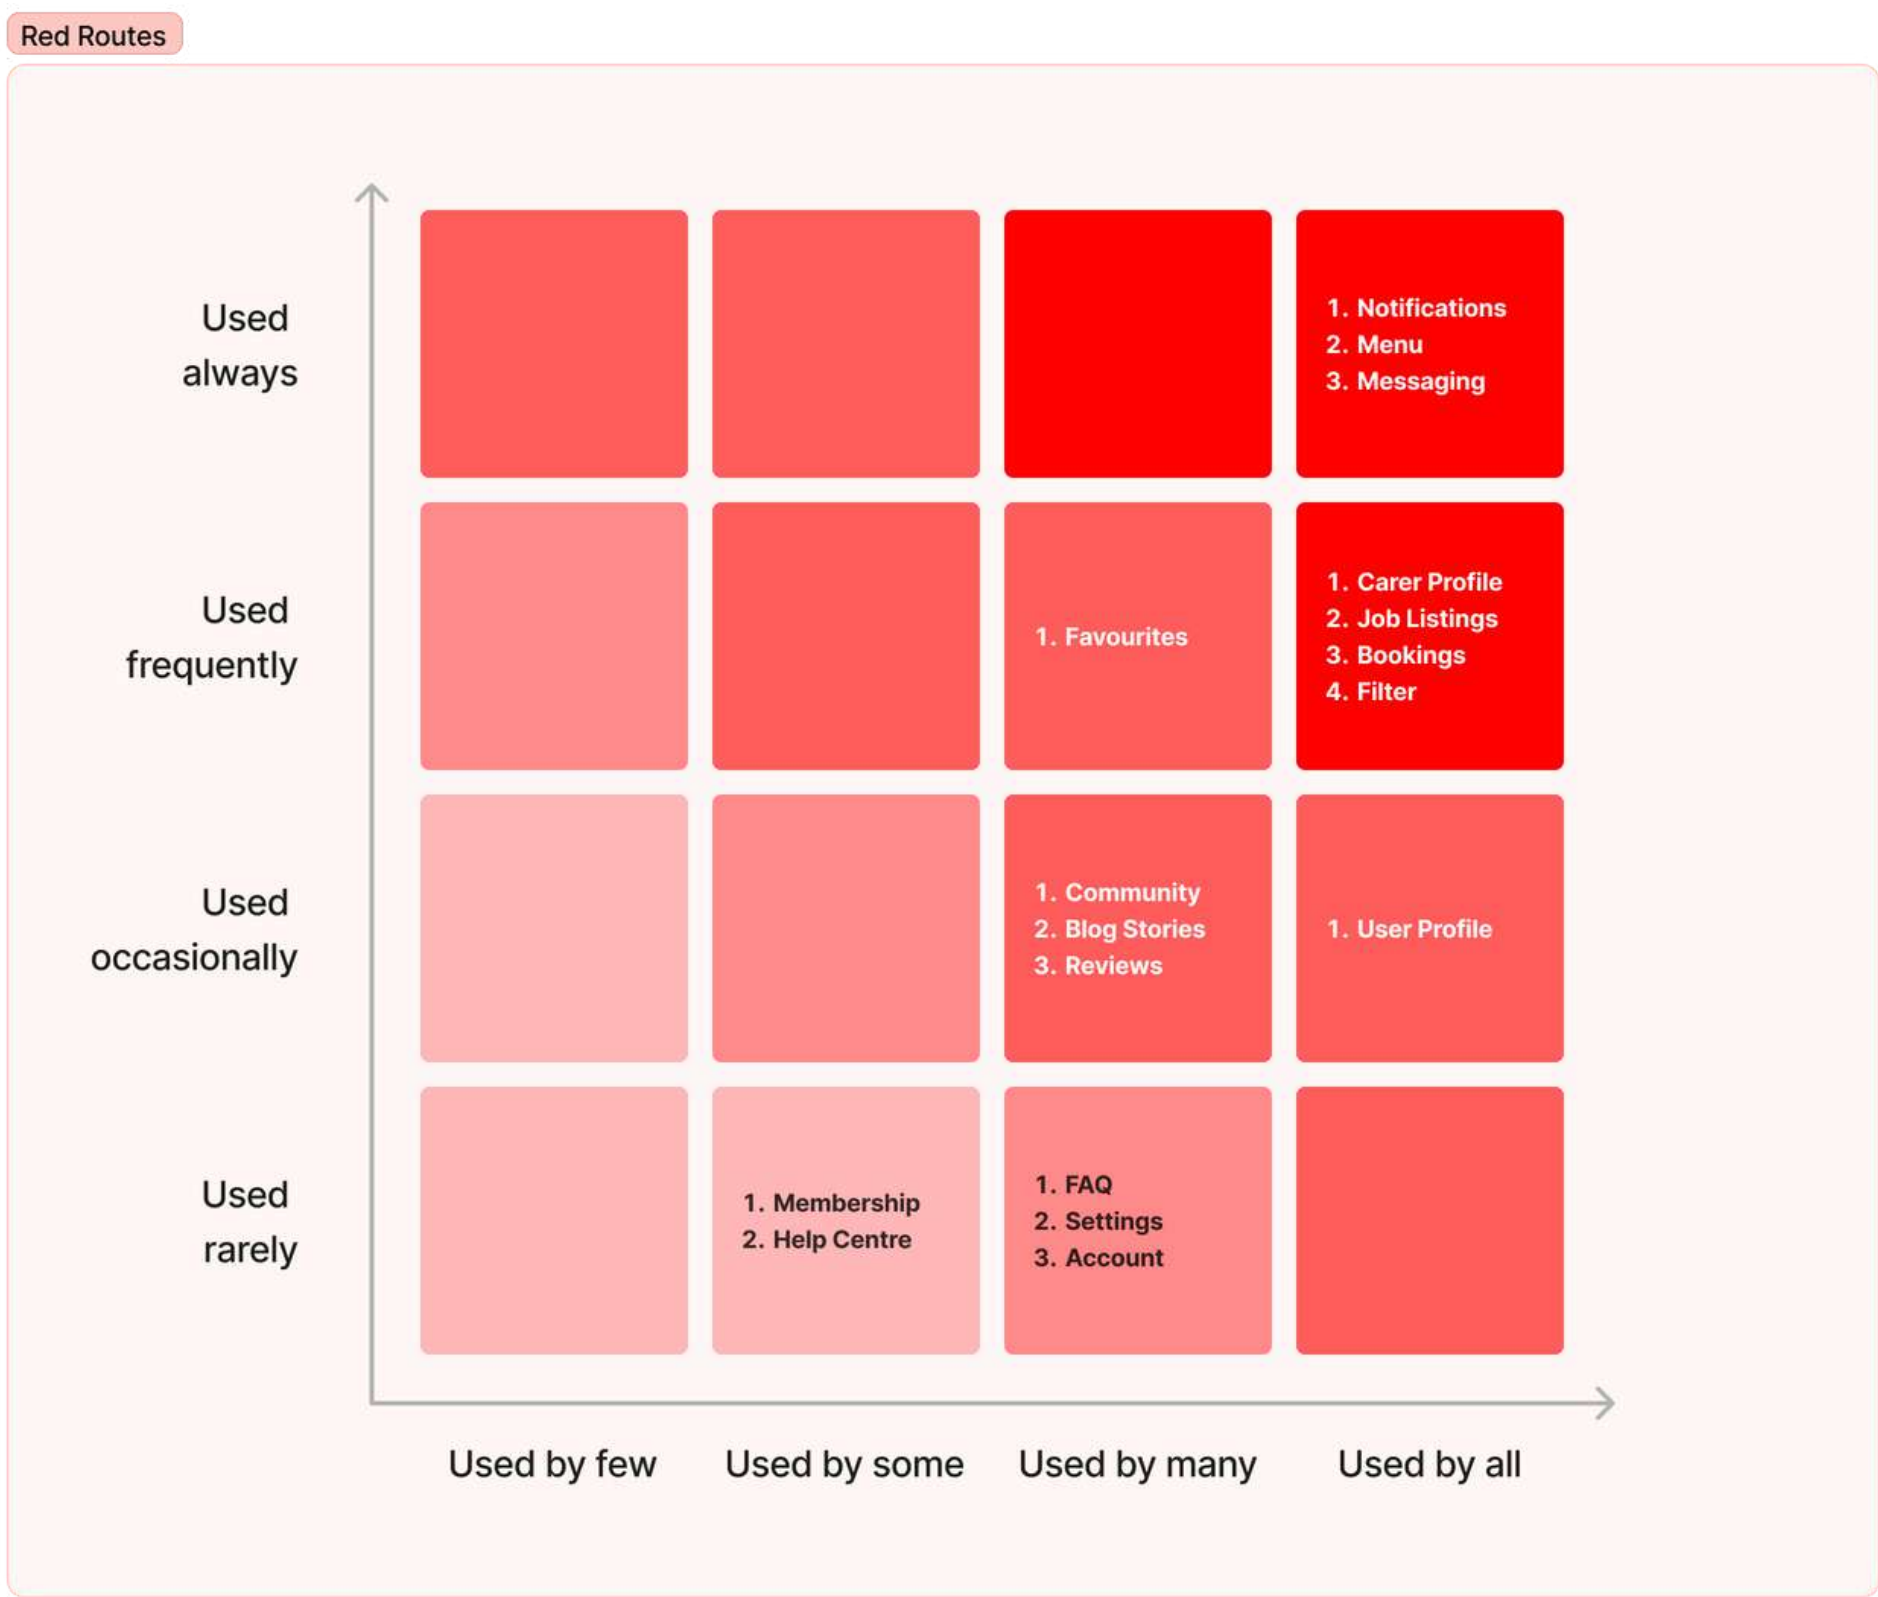 Red Routes
Used
always
1. Notifications
2. Menu
3. Messaging
Used
frequently
1. Favourites
1. Carer Profile
2. Job Listings
3. Bookings
4. Filter
Used
occasionally
1. Community
2. Blog Stories
3. Reviews
1. User Profile
Used
rarely
1. Membership
2. Help Centre
1. FAQ
2. Settings
3. Account
Used by few
Used by some
Used by many
Used by all